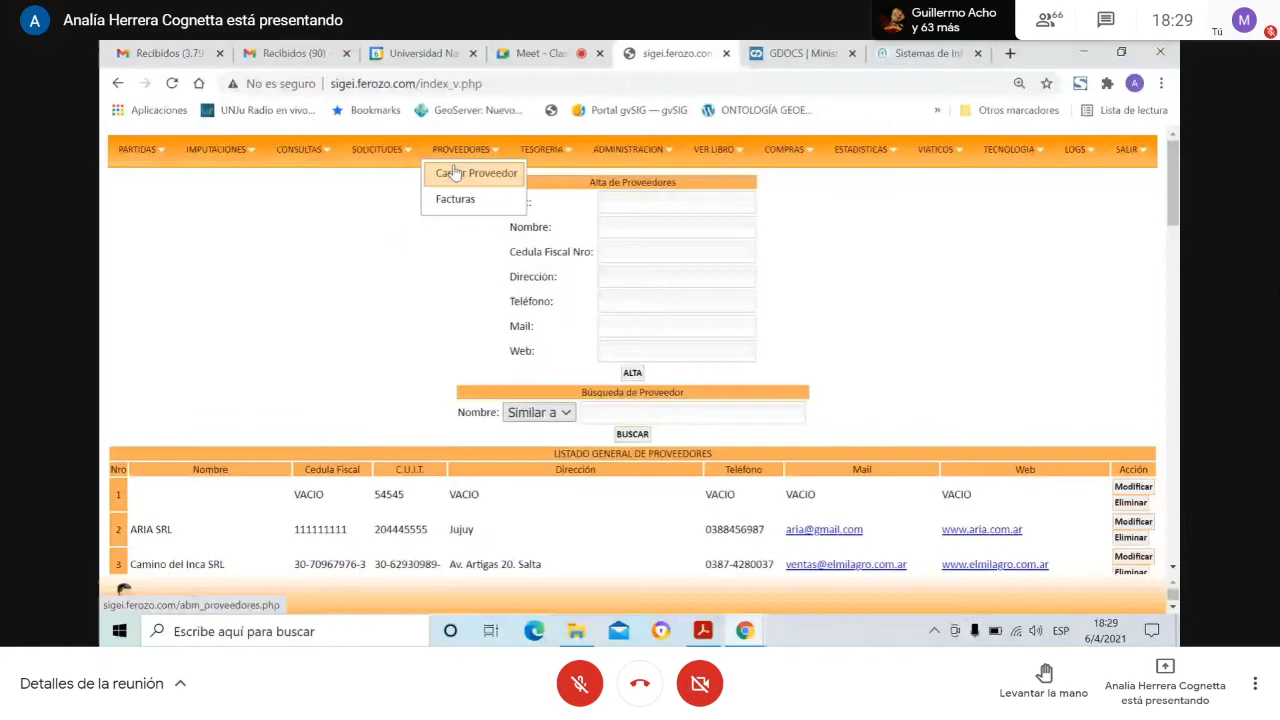 A Analía Herrera Cognetta está presentando
Guillermo Acho
y 63 más
66
18:29
Tú
M
Recibidos (3.79
Recibidos (90) -
Universidad Na
Meet - Clas
sigei.ferozo.con
GDOCS | Minist
Sistemas de Inf
No es seguro | sigei.ferozo.com/index_v.php
A
Aplicaciones
UNJu Radio en vivo...
Bookmarks
GeoServer: Nuevo...
Portal gvSIG — gvSIG
ONTOLOGÍA GEOE...
»
Otros marcadores
Lista de lectura
PARTIDAS IMPUTACIONES CONSULTAS SOLICITUDES PROVEEDORES TESORERIA ADMINISTRACION VER LIBRO COMPRAS ESTADISTICAS VIATICOS TECNOLOGIA LOGS SALIR
Proveedor
Facturas
Alta de Proveedores
Nombre:
Cedula Fiscal Nro:
Dirección:
Teléfono:
Mail:
Web:
ALTA
Búsqueda de Proveedor
Nombre: Similar a
BUSCAR
LISTADO GENERAL DE PROVEEDORES
Nro Nombre Cedula Fiscal C.U.I.T. Dirección Teléfono Mail Web Acción
1 VACIO 54545 VACIO VACIO VACIO VACIO Modificar
Eliminar
2 ARIA SRL 111111111 204445555 Jujuy 0388456987 aria@gmail.com www.aria.com.ar Modificar
Eliminar
3 Camino del Inca SRL 30-70967976-3 30-62930989- Av. Artigas 20. Salta 0387-4280037 ventas@elmilagro.com.ar www.elmilagro.com.ar Modificar
Eliminar
sigei.ferozo.com/abm_proveedores.php
Escribe aquí para buscar
ESP
18:29
6/4/2021
Detalles de la reunión
Levantar la mano
Analía Herrera Cognetta
está presentando